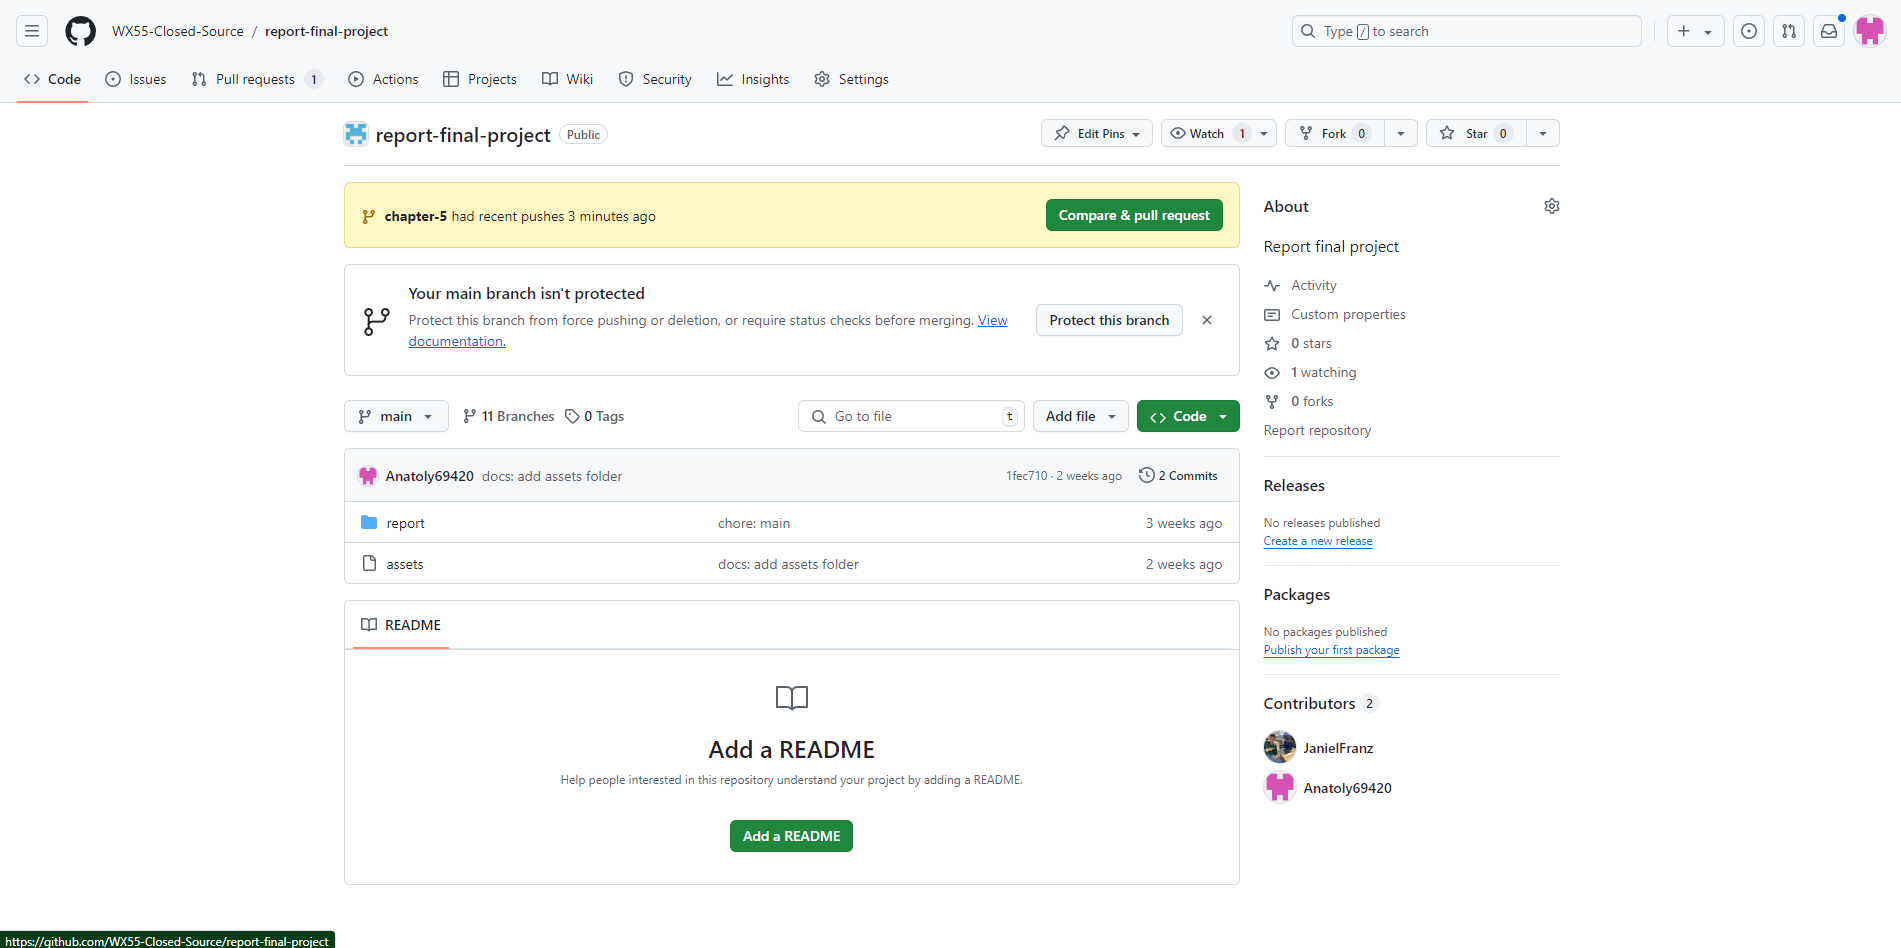 WX55-Closed-Source / report-final-project
Type / to search
Code
Issues
Pull requests 1
Actions
Projects
Wiki
Security
Insights
Settings
report-final-project Public
Edit Pins
Watch 1
Fork 0
Star 0
chapter-5 had recent pushes 3 minutes ago
Compare & pull request
Your main branch isn't protected
Protect this branch from force pushing or deletion, or require status checks before merging. View
documentation.
Protect this branch
main
11 Branches
0 Tags
Go to file t
Add file
Code
Anatoly69420 docs: add assets folder
1fec710 · 2 weeks ago
2 Commits
report chore: main 3 weeks ago
assets docs: add assets folder 2 weeks ago
README
Add a README
Help people interested in this repository understand your project by adding a README.
Add a README
About
Report final project
Activity
Custom properties
0 stars
1 watching
0 forks
Report repository
Releases
No releases published
Create a new release
Packages
No packages published
Publish your first package
Contributors 2
JanielFranz
Anatoly69420
https://github.com/WX55-Closed-Source/report-final-project